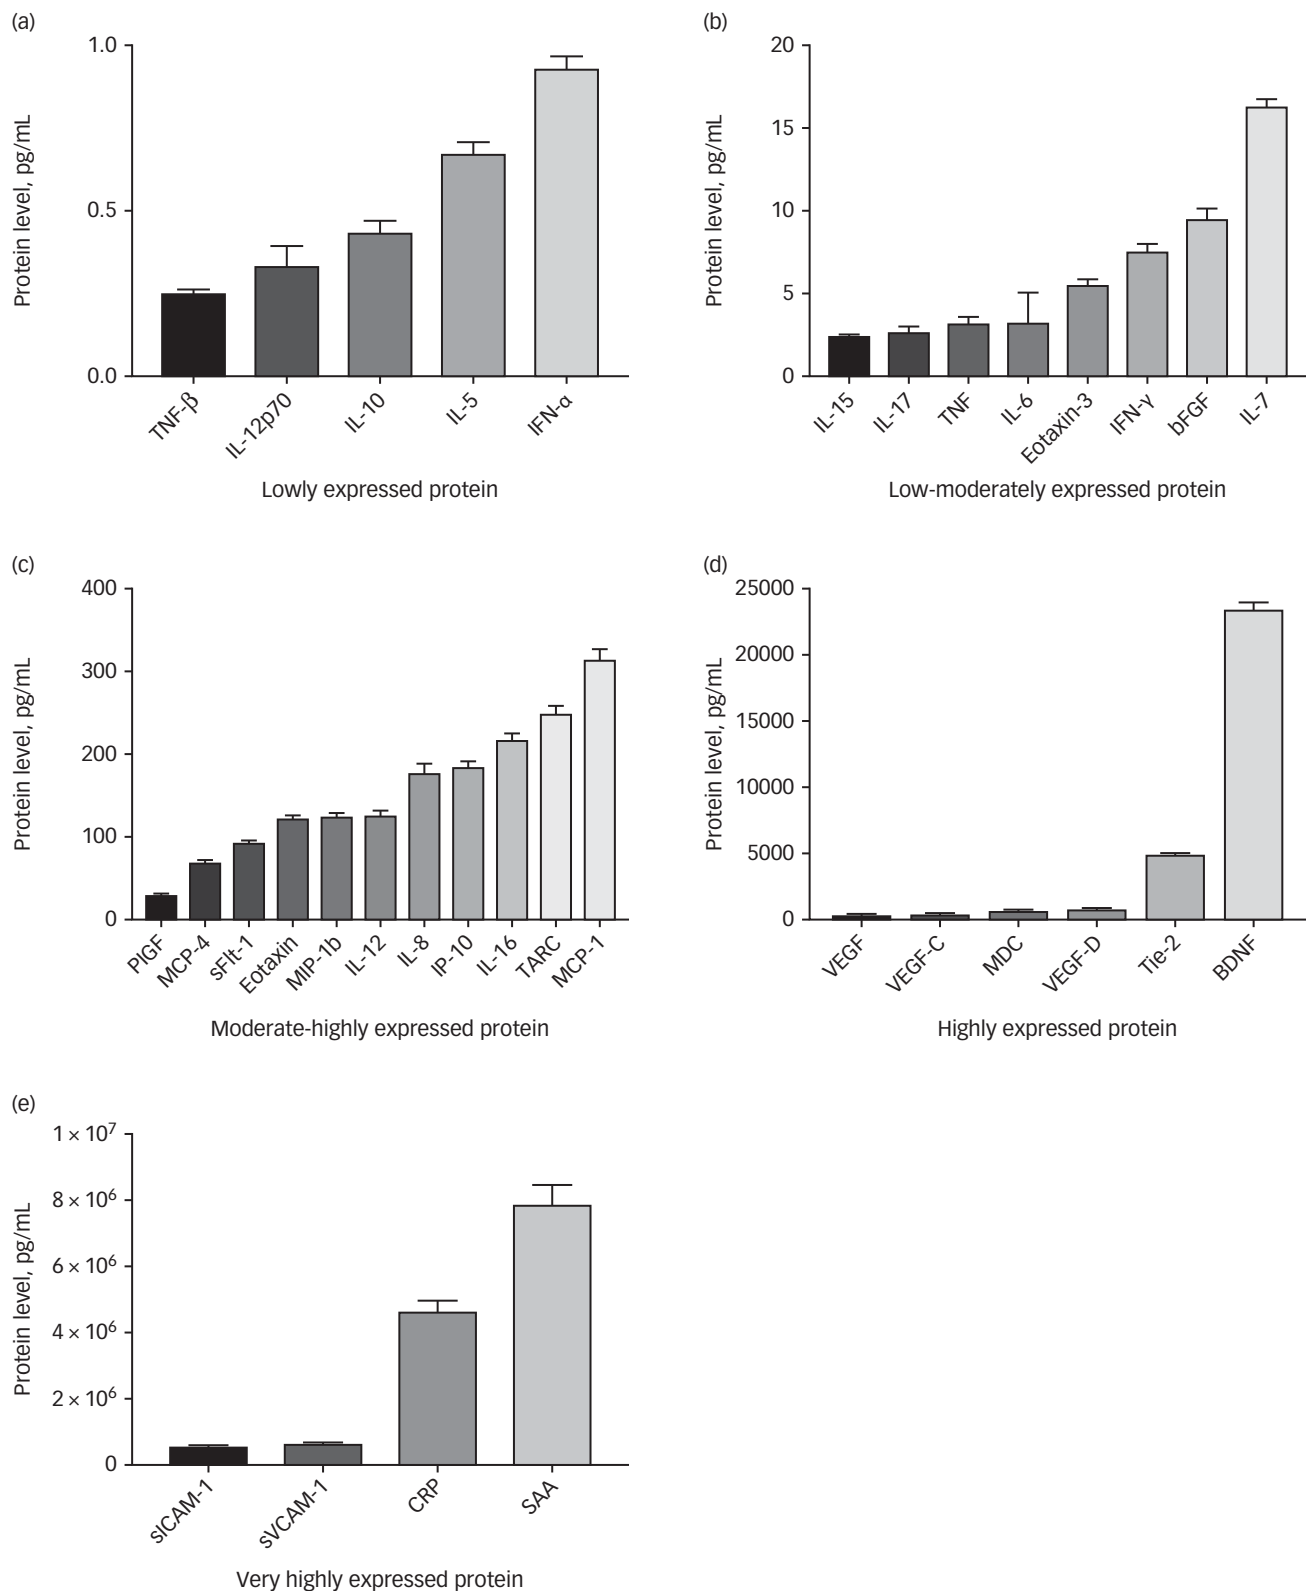 (a)
Protein level, pg/mL
1.0
0.5
0.0
TNF-β
IL-12p70
IL-10
IL-5
IFN-α
Lowly expressed protein
(b)
Protein level, pg/mL
20
15
10
5
0
IL-15
IL-17
TNF
IL-6
Eotaxin-3
IFN-γ
bFGF
IL-7
Low-moderately expressed protein
(c)
Protein level, pg/mL
400
300
200
100
0
PIGF
MCP-4
sFlt-1
Eotaxin
MIP-1b
IL-12
IL-8
IP-10
IL-16
TARC
MCP-1
Moderate-highly expressed protein
(d)
Protein level, pg/mL
25000
20000
15000
10000
5000
0
VEGF
VEGF-C
MDC
VEGF-D
Tie-2
BDNF
Highly expressed protein
(e)
Protein level, pg/mL
1 × 10⁷
8 × 10⁶
6 × 10⁶
4 × 10⁶
2 × 10⁶
0
sICAM-1
sVCAM-1
CRP
SAA
Very highly expressed protein